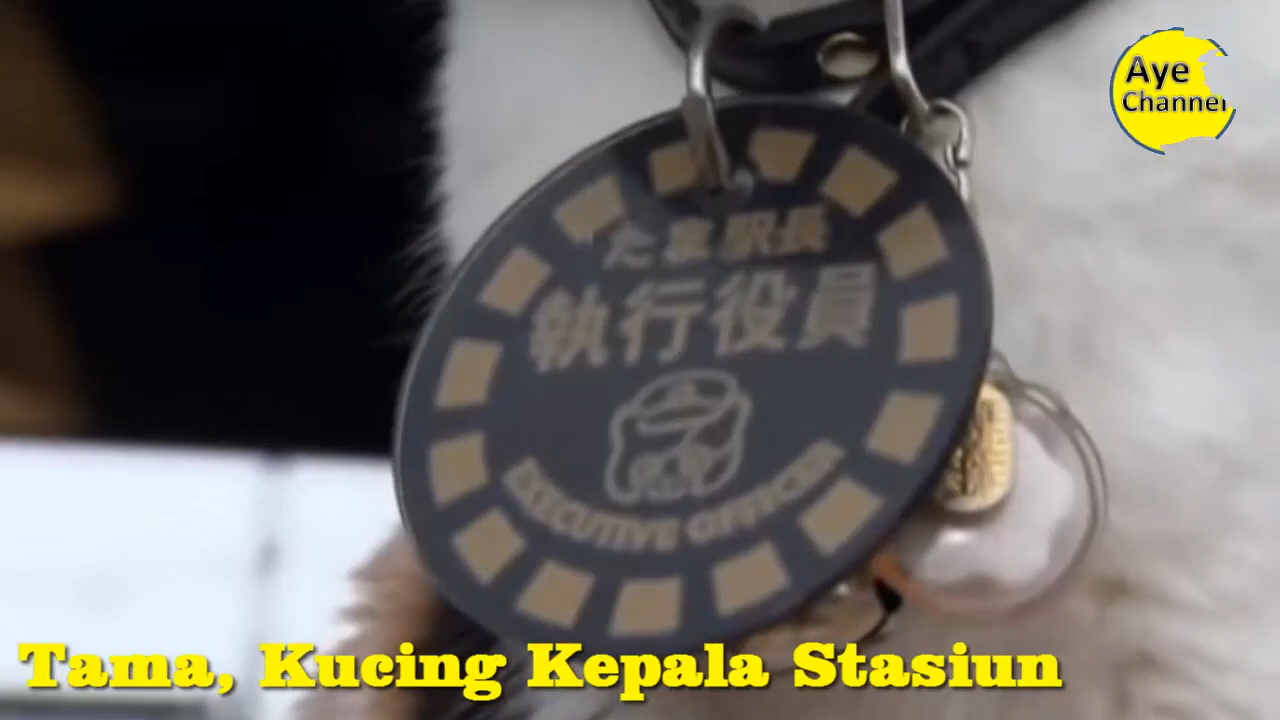 Aye
Channel
たま駅長
執行役員
EXECUTIVE OFFICER
Tama, Kucing Kepala Stasiun